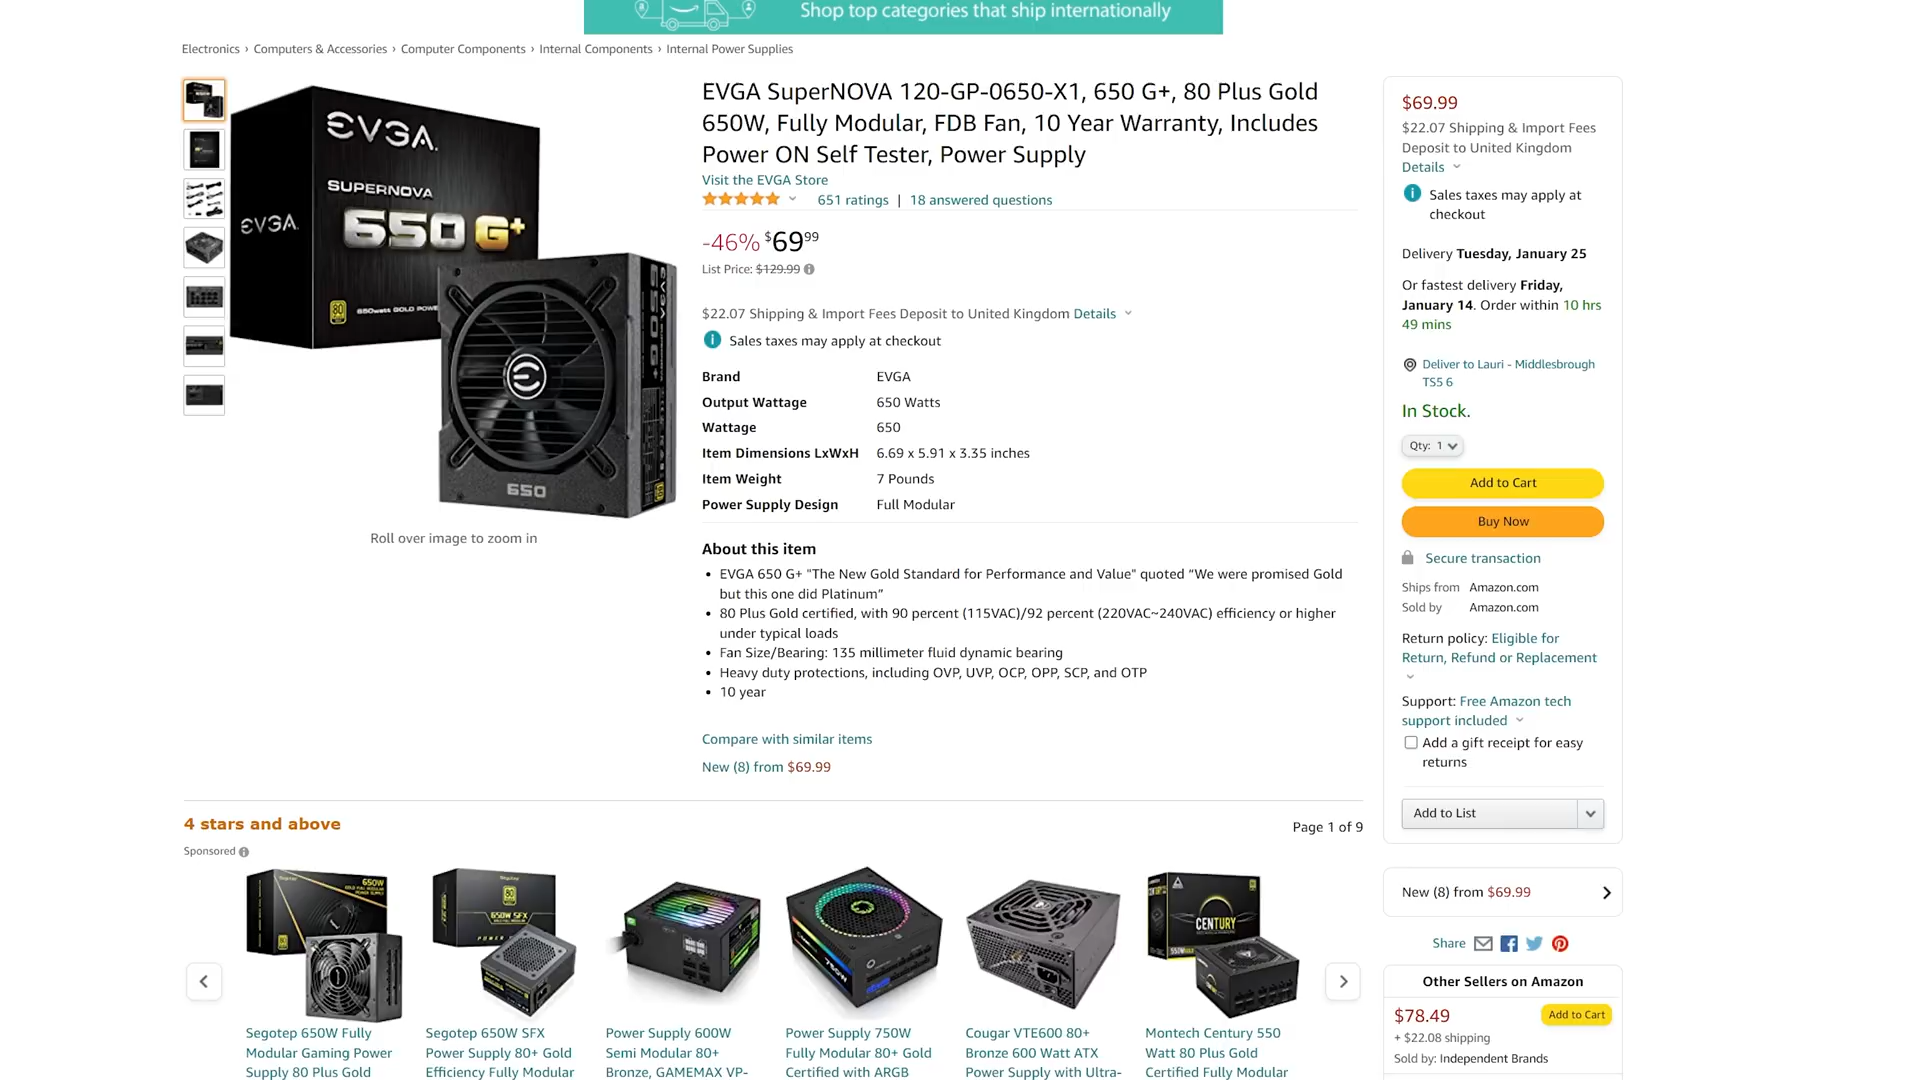 Shop top categories that ship internationally
Electronics › Computers & Accessories › Computer Components › Internal Components › Internal Power Supplies
EVGA SuperNOVA 120-GP-0650-X1, 650 G+, 80 Plus Gold
650W, Fully Modular, FDB Fan, 10 Year Warranty, Includes
Power ON Self Tester, Power Supply
Visit the EVGA Store
651 ratings | 18 answered questions
-46% $69.99
List Price: $129.99
$22.07 Shipping & Import Fees Deposit to United Kingdom Details
Sales taxes may apply at checkout
Brand EVGA
Output Wattage 650 Watts
Wattage 650
Item Dimensions LxWxH 6.69 x 5.91 x 3.35 inches
Item Weight 7 Pounds
Power Supply Design Full Modular
About this item
• EVGA 650 G+ "The New Gold Standard for Performance and Value" quoted “We were promised Gold
but this one did Platinum”
• 80 Plus Gold certified, with 90 percent (115VAC)/92 percent (220VAC~240VAC) efficiency or higher
under typical loads
• Fan Size/Bearing: 135 millimeter fluid dynamic bearing
• Heavy duty protections, including OVP, UVP, OCP, OPP, SCP, and OTP
• 10 year
Compare with similar items
New (8) from $69.99
EVGA.
SUPERNOVA
650 G+
EVGA.
80
650watt GOLD POWE
EVGA
650 G+
650
Roll over image to zoom in
$69.99
$22.07 Shipping & Import Fees
Deposit to United Kingdom
Details
Sales taxes may apply at
checkout
Delivery Tuesday, January 25
Or fastest delivery Friday,
January 14. Order within 10 hrs
49 mins
Deliver to Lauri - Middlesbrough
TS5 6
In Stock.
Qty: 1
Add to Cart
Buy Now
Secure transaction
Ships from Amazon.com
Sold by Amazon.com
Return policy: Eligible for
Return, Refund or Replacement
Support: Free Amazon tech
support included
Add a gift receipt for easy
returns
Add to List
New (8) from $69.99
Share
Other Sellers on Amazon
$78.49 Add to Cart
+ $22.08 shipping
Sold by: Independent Brands
4 stars and above
Page 1 of 9
Sponsored
650W
650W SFX
750W
CENTURY
550W
Segotep 650W Fully
Modular Gaming Power
Supply 80 Plus Gold
Segotep 650W SFX
Power Supply 80+ Gold
Efficiency Fully Modular
Power Supply 600W
Semi Modular 80+
Bronze, GAMEMAX VP-
Power Supply 750W
Fully Modular 80+ Gold
Certified with ARGB
Cougar VTE600 80+
Bronze 600 Watt ATX
Power Supply with Ultra-
Montech Century 550
Watt 80 Plus Gold
Certified Fully Modular